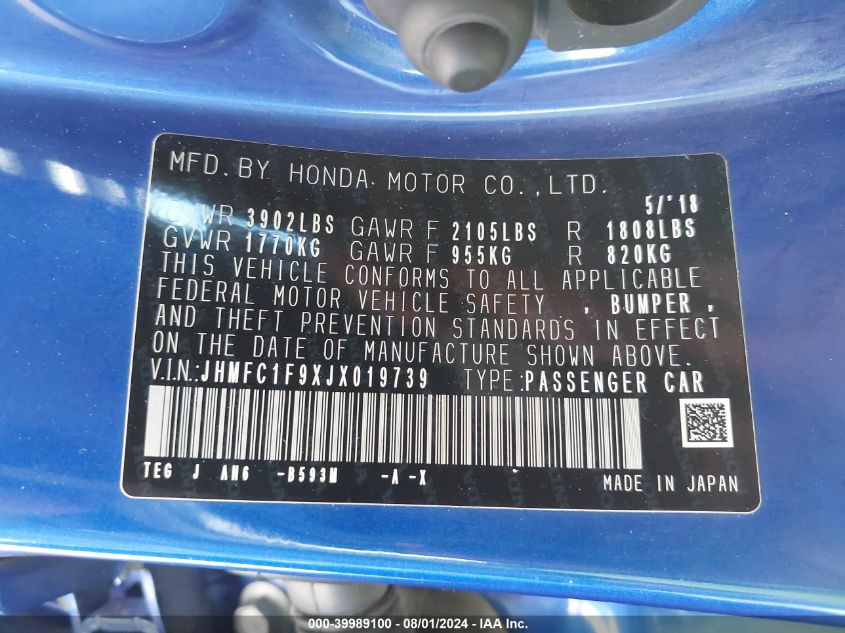 MFD. BY HONDA MOTOR CO., LTD.
5/'18
GVWR 3902LBS GAWR F 2105LBS R 1808LBS
GVWR 1770KG GAWR F 955KG R 820KG
THIS VEHICLE CONFORMS TO ALL APPLICABLE
FEDERAL MOTOR VEHICLE SAFETY , BUMPER ,
AND THEFT PREVENTION STANDARDS IN EFFECT
ON THE DATE OF MANUFACTURE SHOWN ABOVE.
V.I.N.:JHMFC1F9XJX019739 TYPE:PASSENGER CAR
TEG J AH6 -B593M -A -X
MADE IN JAPAN
000-39989100 - 08/01/2024 - IAA Inc.